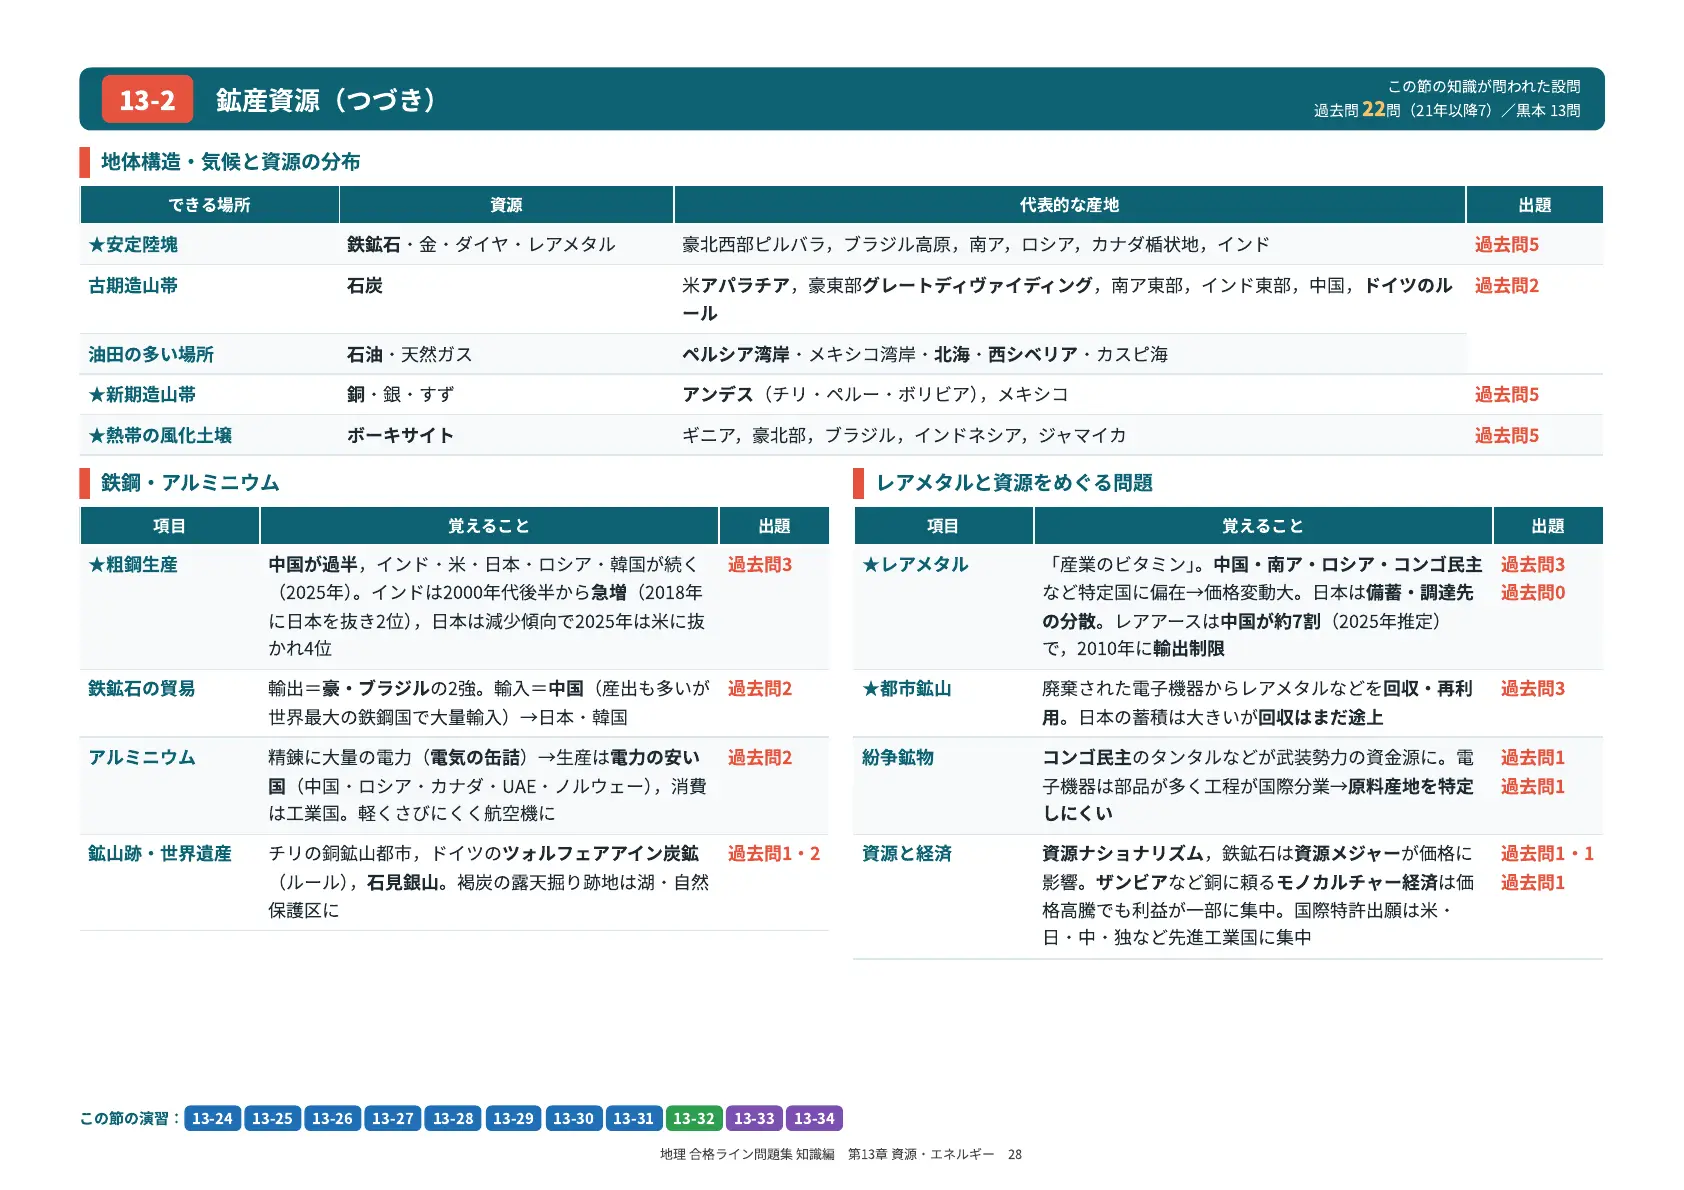 13-2 鉱産資源（つづき）
この節の知識が問われた設問
過去問 22問（21年以降7）／黒本 13問
地体構造・気候と資源の分布
できる場所 資源 代表的な産地 出題
★安定陸塊 鉄鉱石・金・ダイヤ・レアメタル 豪北西部ピルバラ，ブラジル高原，南ア，ロシア，カナダ楯状地，インド 過去問5
古期造山帯 石炭 米アパラチア，豪東部グレートディヴァイディング，南ア東部，インド東部，中国，ドイツのル 過去問2
ール
油田の多い場所 石油・天然ガス ペルシア湾岸・メキシコ湾岸・北海・西シベリア・カスピ海
★新期造山帯 銅・銀・すず アンデス（チリ・ペルー・ボリビア），メキシコ 過去問5
★熱帯の風化土壌 ボーキサイト ギニア，豪北部，ブラジル，インドネシア，ジャマイカ 過去問5
鉄鋼・アルミニウム
項目 覚えること 出題
★粗鋼生産 中国が過半，インド・米・日本・ロシア・韓国が続く 過去問3
（2025年）。インドは2000年代後半から急増（2018年
に日本を抜き2位），日本は減少傾向で2025年は米に抜
かれ4位
鉄鉱石の貿易 輸出＝豪・ブラジルの2強。輸入＝中国（産出も多いが 過去問2
世界最大の鉄鋼国で大量輸入）→日本・韓国
アルミニウム 精錬に大量の電力（電気の缶詰）→生産は電力の安い 過去問2
国（中国・ロシア・カナダ・UAE・ノルウェー），消費
は工業国。軽くさびにくく航空機に
鉱山跡・世界遺産 チリの銅鉱山都市，ドイツのツォルフェアアイン炭鉱 過去問1・2
（ルール），石見銀山。褐炭の露天掘り跡地は湖・自然
保護区に
レアメタルと資源をめぐる問題
項目 覚えること 出題
★レアメタル 「産業のビタミン」。中国・南ア・ロシア・コンゴ民主 過去問3
など特定国に偏在→価格変動大。日本は備蓄・調達先 過去問0
の分散。レアアースは中国が約7割（2025年推定）
で，2010年に輸出制限
★都市鉱山 廃棄された電子機器からレアメタルなどを回収・再利 過去問3
用。日本の蓄積は大きいが回収はまだ途上
紛争鉱物 コンゴ民主のタンタルなどが武装勢力の資金源に。電 過去問1
子機器は部品が多く工程が国際分業→原料産地を特定 過去問1
しにくい
資源と経済 資源ナショナリズム，鉄鉱石は資源メジャーが価格に 過去問1・1
影響。ザンビアなど銅に頼るモノカルチャー経済は価 過去問1
格高騰でも利益が一部に集中。国際特許出願は米・
日・中・独など先進工業国に集中
この節の演習： 13-24 13-25 13-26 13-27 13-28 13-29 13-30 13-31 13-32 13-33 13-34
地理 合格ライン問題集 知識編 第13章 資源・エネルギー 28